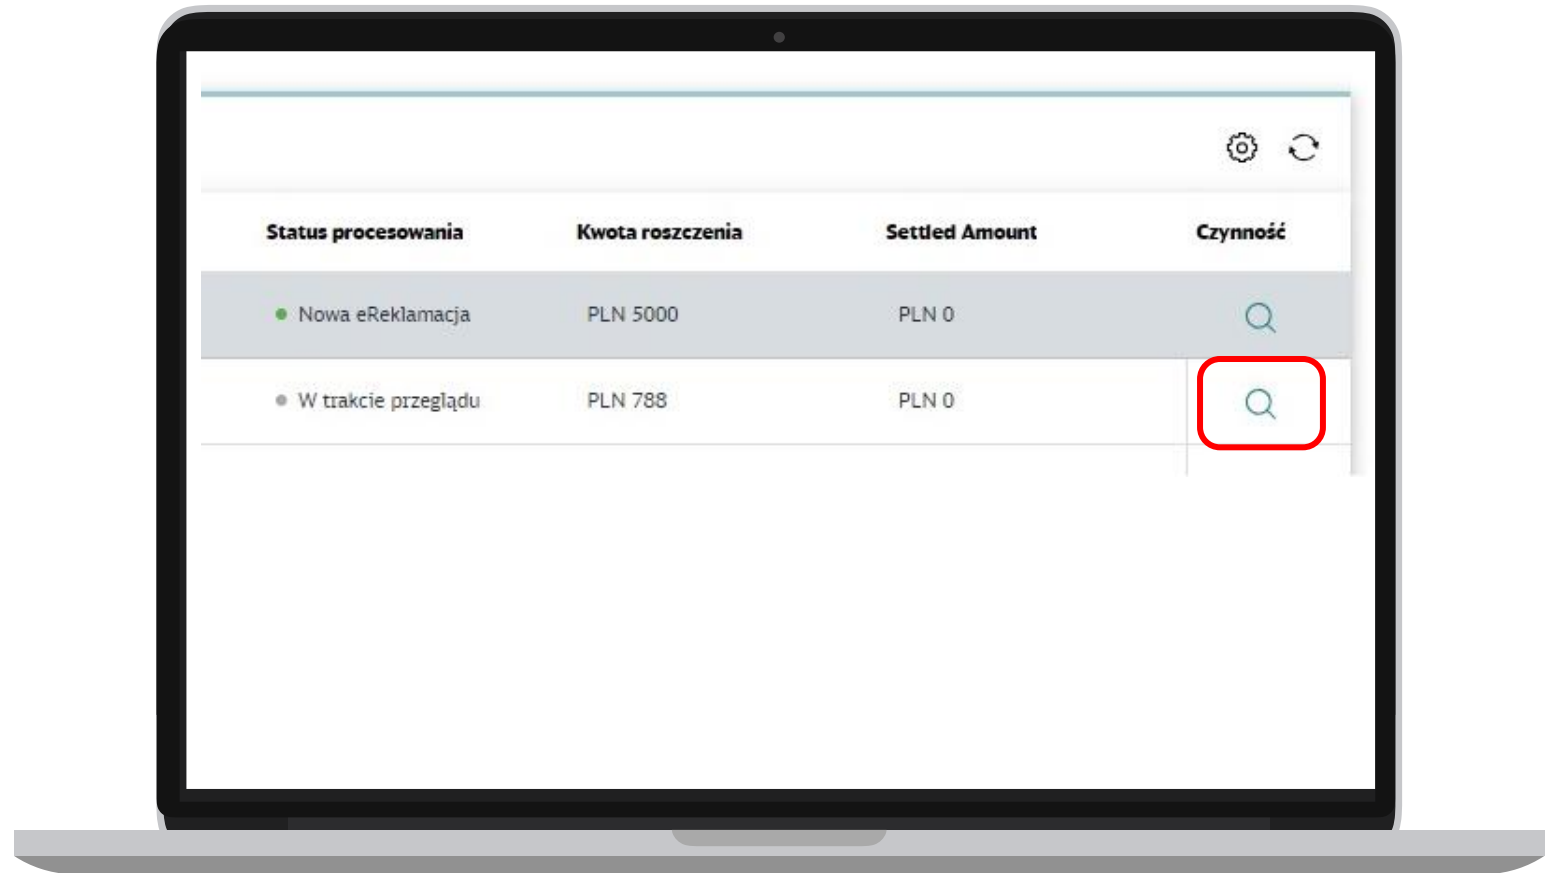 Status procesowania Kwota roszczenia Settled Amount Czynność
Nowa eReklamacja PLN 5000 PLN 0
W trakcie przeglądu PLN 788 PLN 0